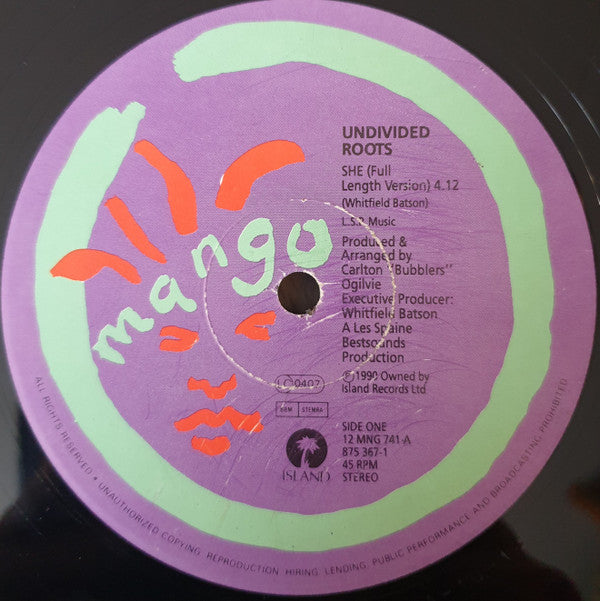 mango
UNDIVIDED
ROOTS
SHE (Full
Length Version) 4.12
(Whitfield Batson)
L.S.P. Music
Produced &
Arranged by
Carlton "Bubblers"
Ogilvie
Executive Producer:
Whitfield Batson
A Les Spaine
Bestsounds
Production
℗1990 Owned by
Island Records Ltd
LC 0407
BIEM STEMRA
ISLAND
SIDE ONE
12 MNG 741-A
875 367-1
45 RPM
STEREO
ALL RIGHTS RESERVED • UNAUTHORIZED COPYING, REPRODUCTION, HIRING, LENDING, PUBLIC PERFORMANCE AND BROADCASTING PROHIBITED